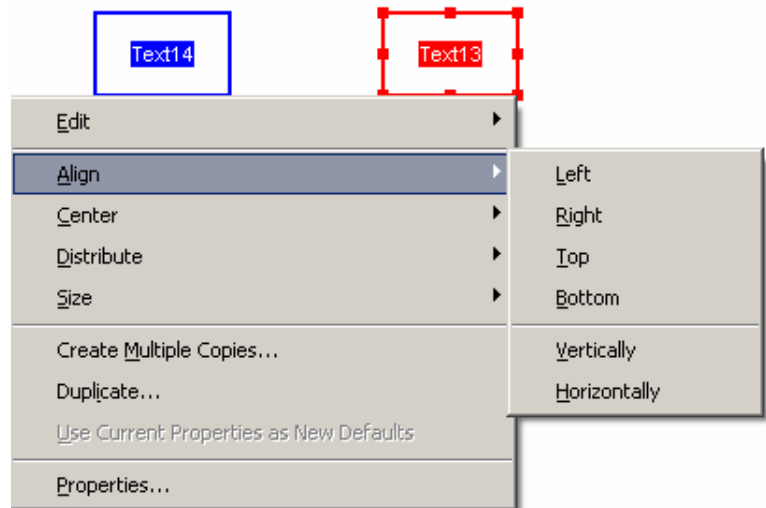 Text14
Text13
Edit
Align
Center
Distribute
Size
Create Multiple Copies...
Duplicate...
Use Current Properties as New Defaults
Properties...
Left
Right
Top
Bottom
Vertically
Horizontally